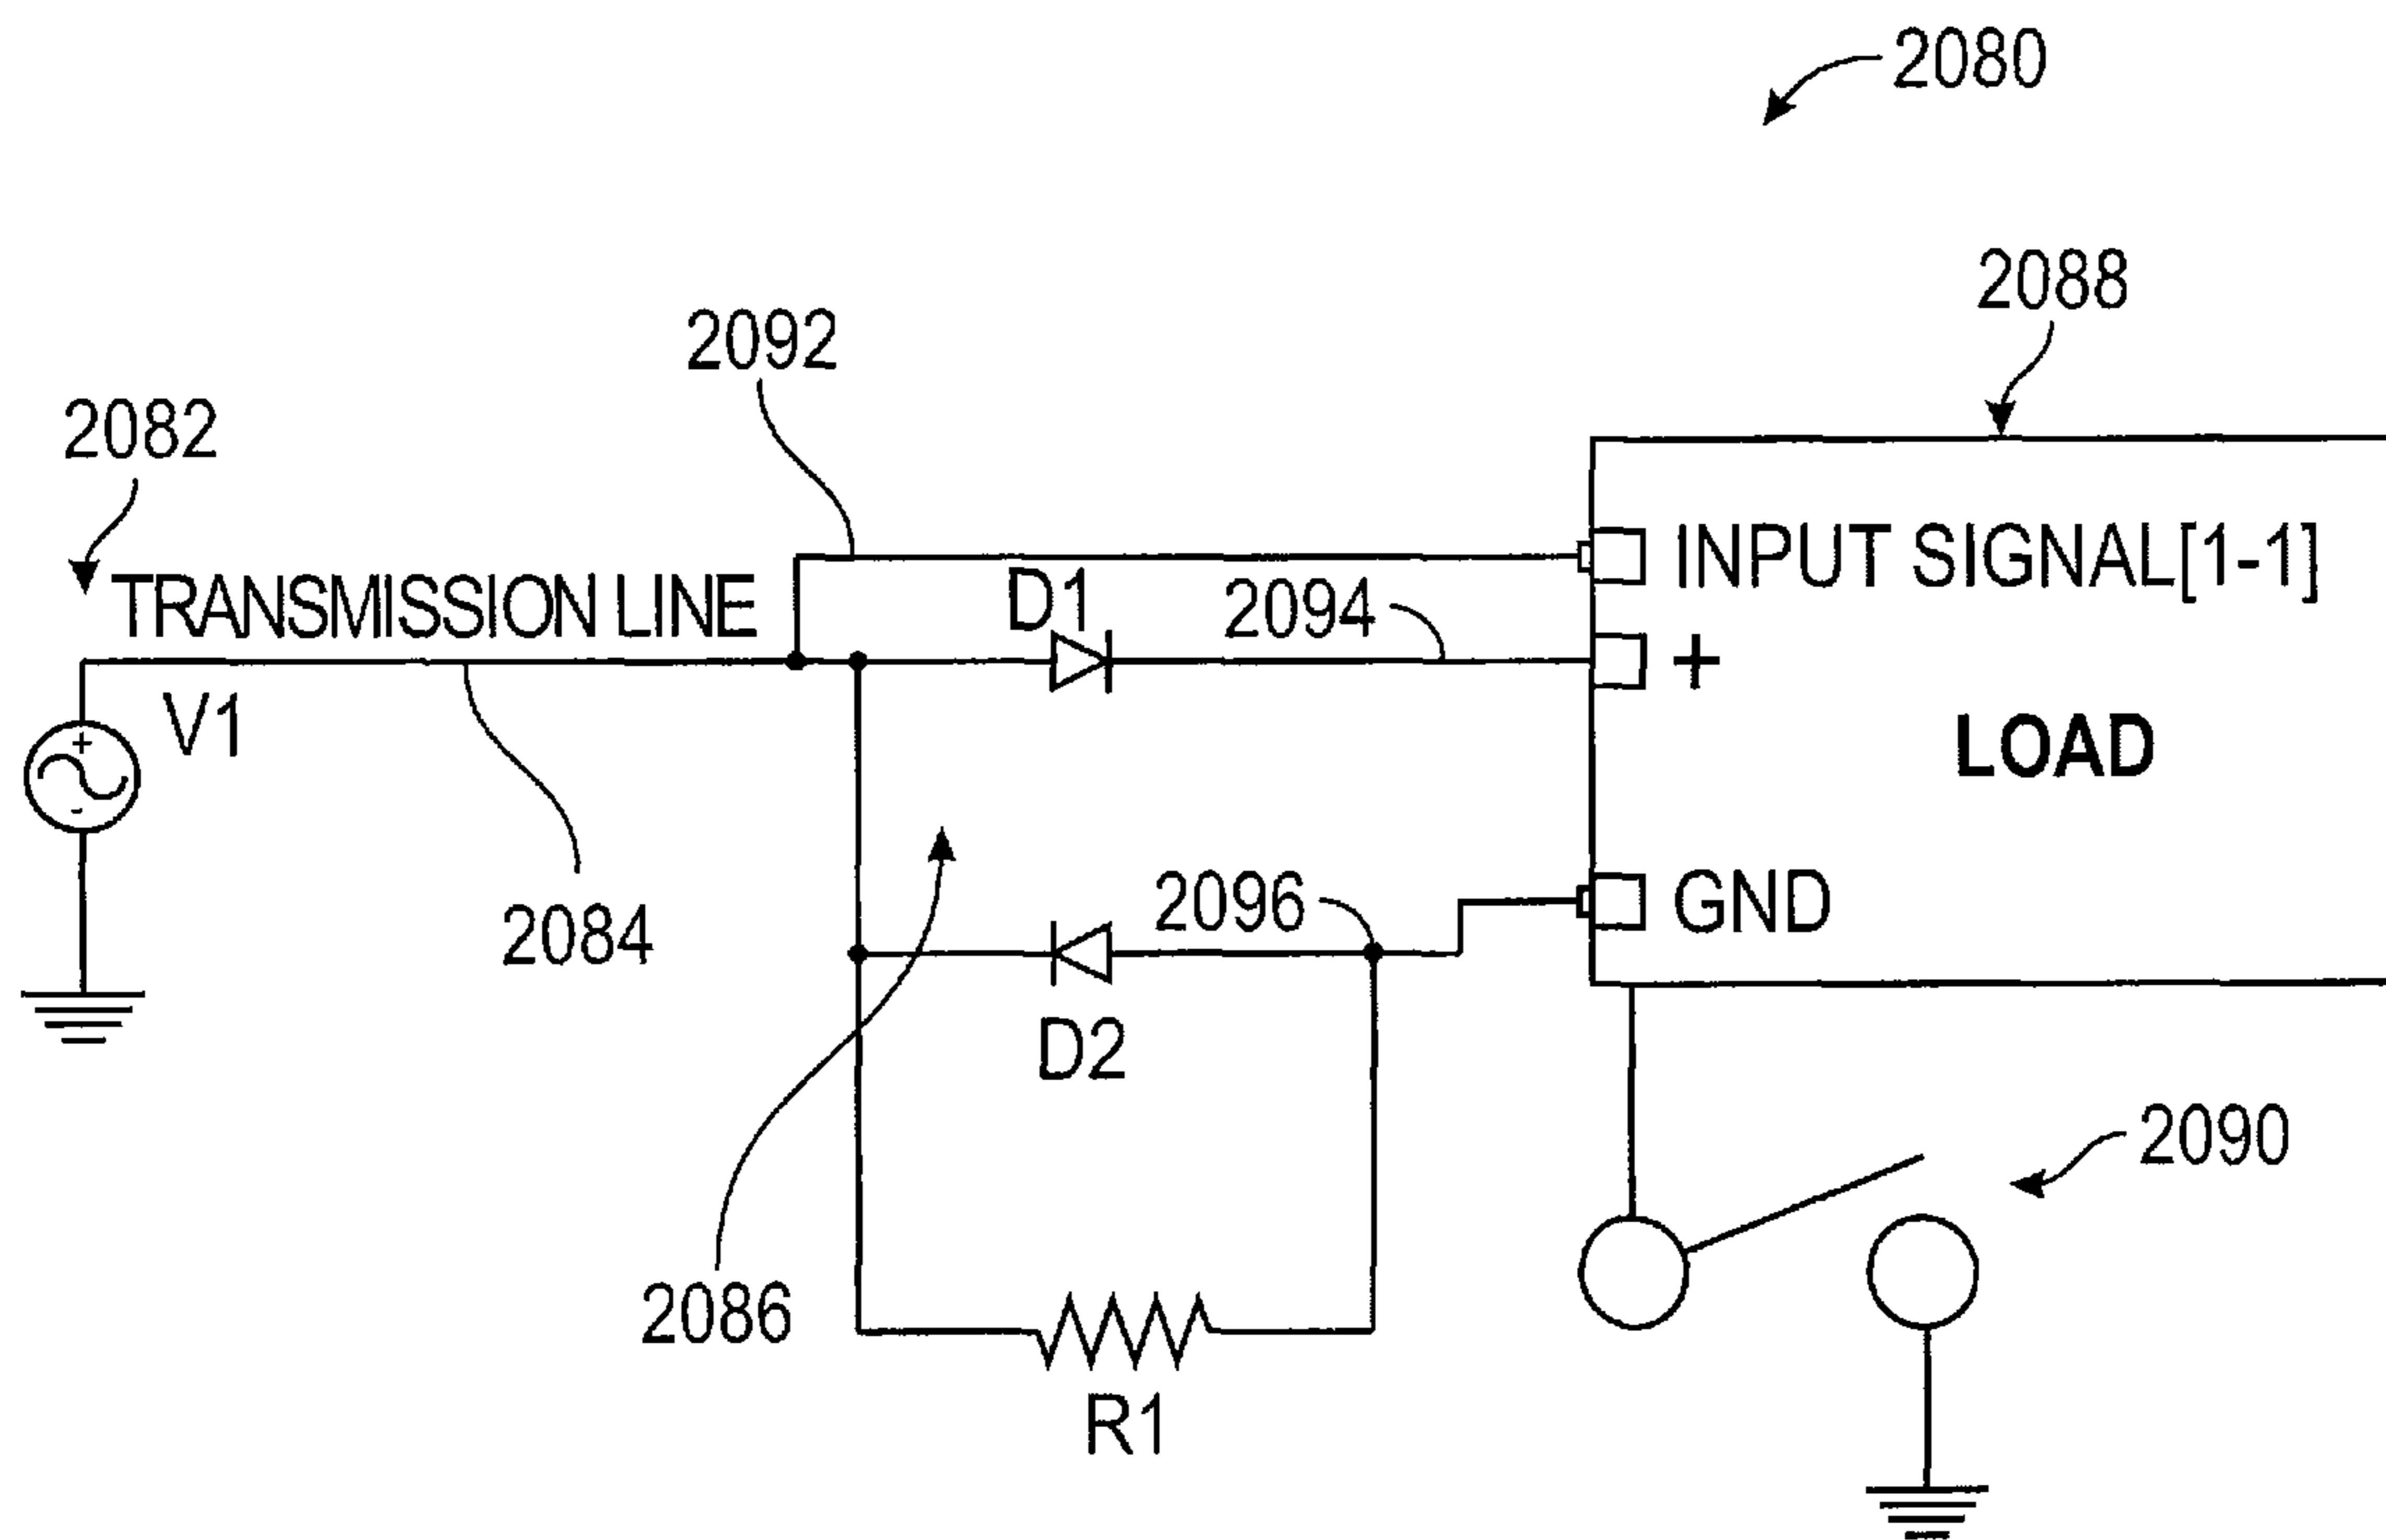 2080
2088
2092
2082
INPUT SIGNAL[1-1]
D1
2094
TRANSMISSION LINE
+
V1
+
-
LOAD
2096
GND
2084
D2
2090
2086
R1